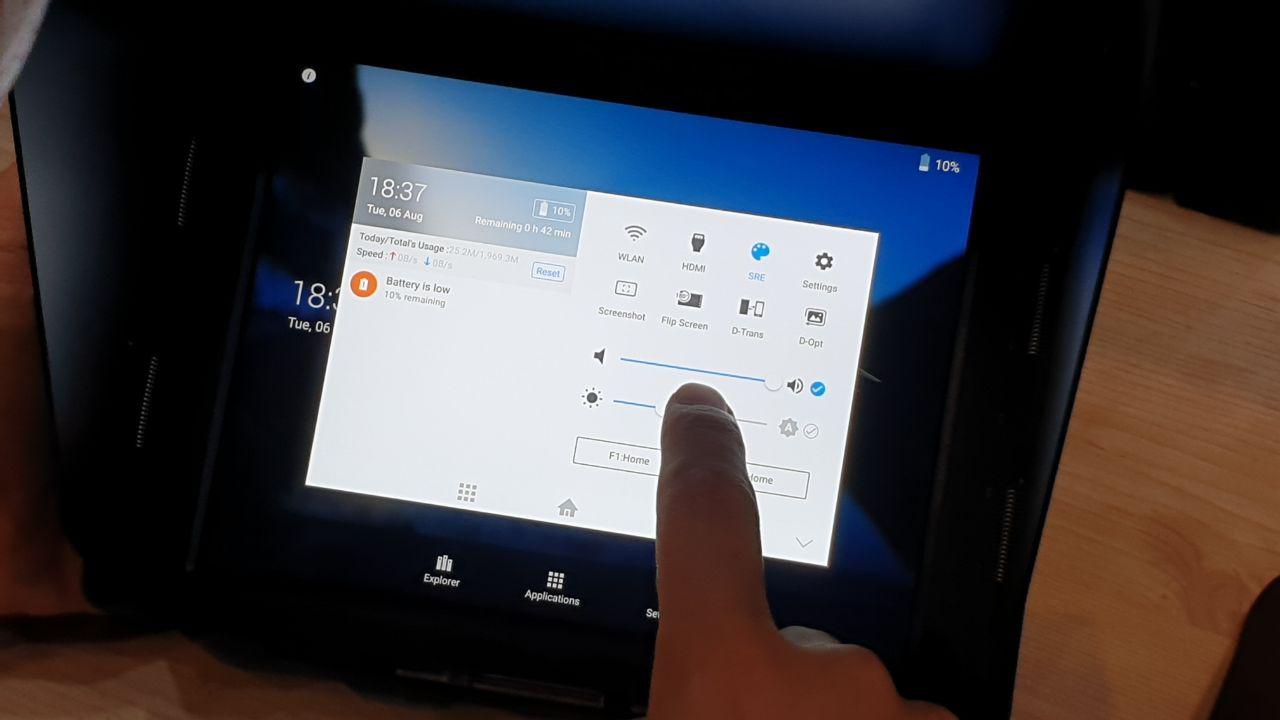 10%
18:37
Tue, 06 Aug
10%
Remaining 0 h 42 min
Today/Total's Usage :25.2M/1,969.3M
Speed : 0B/s 0B/s
Reset
Battery is low
10% remaining
18:3
Tue, 06
WLAN
HDMI
SRE
Settings
Screenshot
Flip Screen
D-Trans
D-Opt
A
F1:Home
Home
Explorer
Applications
Se